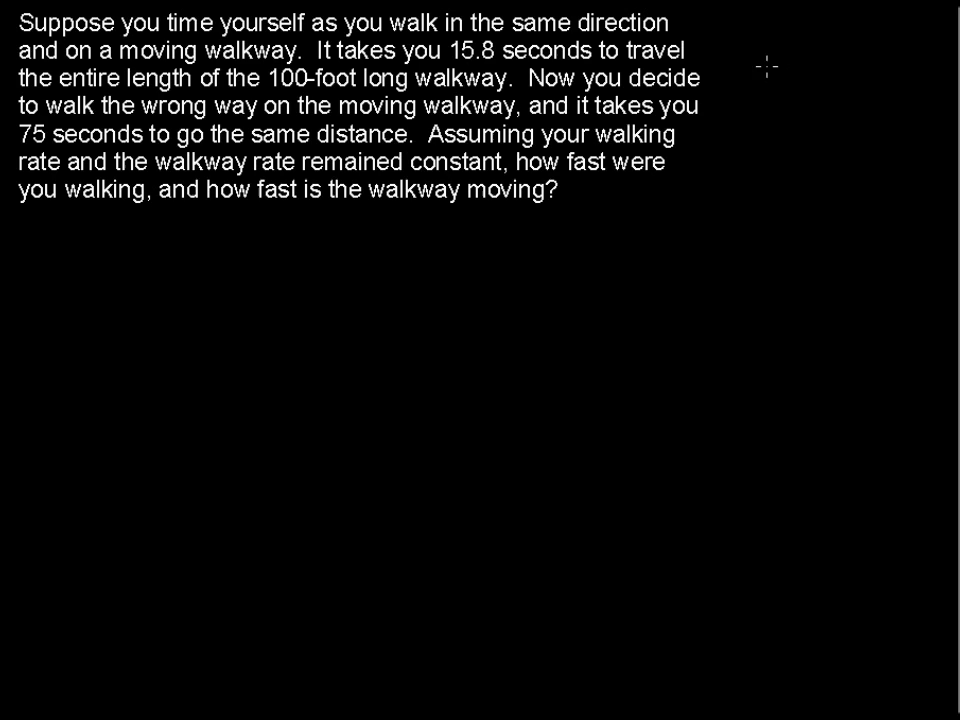 Suppose you time yourself as you walk in the same direction
and on a moving walkway.  It takes you 15.8 seconds to travel
the entire length of the 100-foot long walkway.  Now you decide
to walk the wrong way on the moving walkway, and it takes you
75 seconds to go the same distance.  Assuming your walking
rate and the walkway rate remained constant, how fast were
you walking, and how fast is the walkway moving?